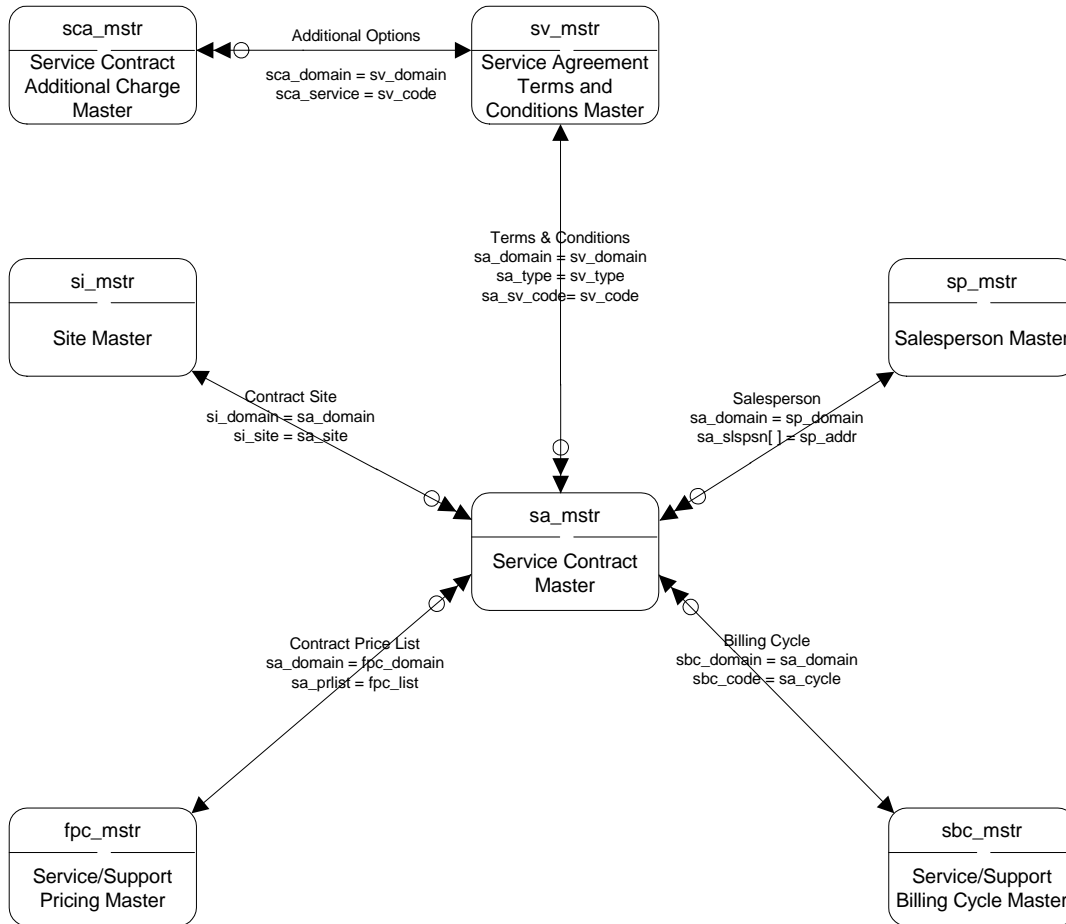 sca_mstr
Service Contract
Additional Charge
Master
Additional Options
sca_domain = sv_domain
sca_service = sv_code
sv_mstr
Service Agreement
Terms and
Conditions Master
Terms & Conditions
sa_domain = sv_domain
sa_type = sv_type
sa_sv_code= sv_code
si_mstr
Site Master
sp_mstr
Salesperson Master
Contract Site
si_domain = sa_domain
si_site = sa_site
Salesperson
sa_domain = sp_domain
sa_slspsn[ ] = sp_addr
sa_mstr
Service Contract
Master
Contract Price List
sa_domain = fpc_domain
sa_prlist = fpc_list
Billing Cycle
sbc_domain = sa_domain
sbc_code = sa_cycle
fpc_mstr
Service/Support
Pricing Master
sbc_mstr
Service/Support
Billing Cycle Master